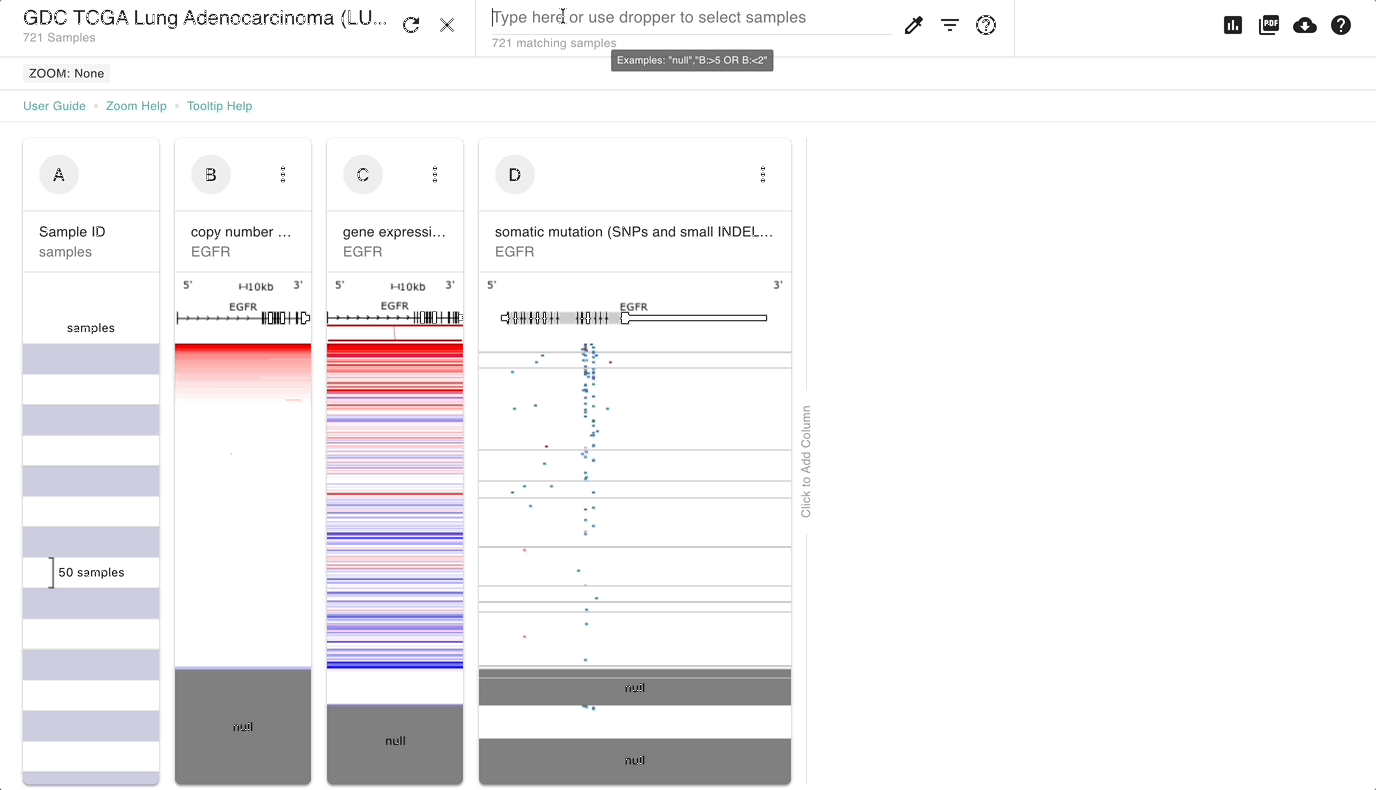 GDC TCGA Lung Adenocarcinoma (LU...
721 Samples
Type here or use dropper to select samples
721 matching samples
Examples: "null","B:>5 OR B:<2"
PDF
ZOOM: None
User Guide • Zoom Help • Tooltip Help
A
Sample ID
samples
samples
50 samples
B
copy number ...
EGFR
5' 10kb 3'
EGFR
null
C
gene expressi...
EGFR
5' 10kb 3'
EGFR
null
D
somatic mutation (SNPs and small INDEL...
EGFR
5' 3'
EGFR
null
null
Click to Add Column